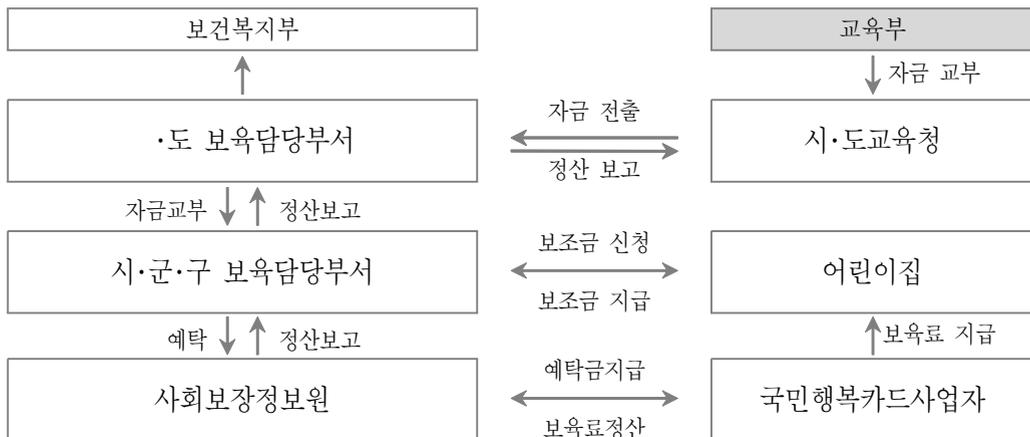 보건복지부
교육부
자금 교부
·도 보육담당부서
자금 전출
정산 보고
시·도교육청
자금교부
정산보고
시·군·구 보육담당부서
보조금 신청
보조금 지급
어린이집
예탁
정산보고
보육료 지급
사회보장정보원
예탁금지급
보육료정산
국민행복카드사업자